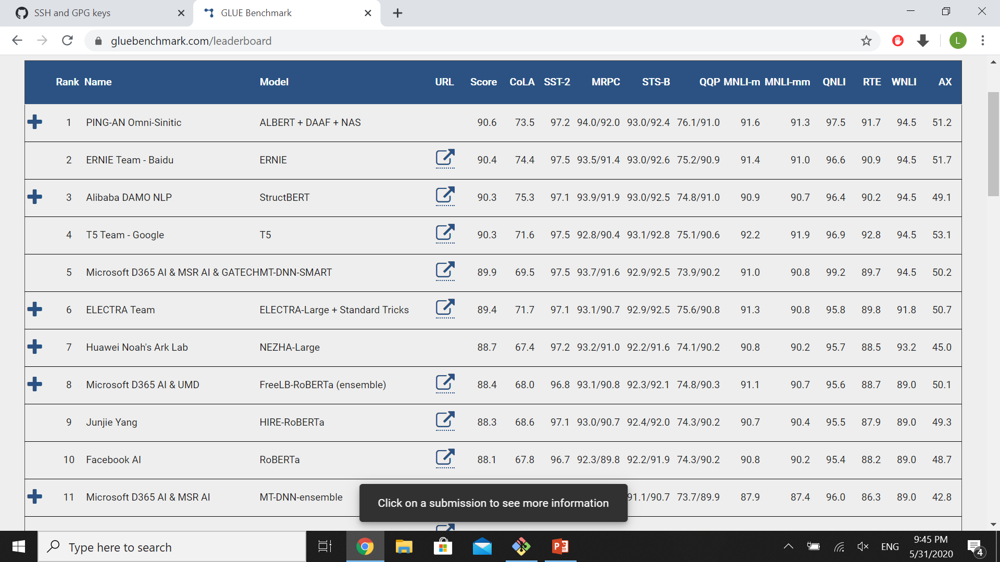 SSH and GPG keys
GLUE Benchmark
gluebenchmark.com/leaderboard
L
Rank Name Model URL Score CoLA SST-2 MRPC STS-B QQP MNLI-m MNLI-mm QNLI RTE WNLI AX
1 PING-AN Omni-Sinitic ALBERT + DAAF + NAS 90.6 73.5 97.2 94.0/92.0 93.0/92.4 76.1/91.0 91.6 91.3 97.5 91.7 94.5 51.2
2 ERNIE Team - Baidu ERNIE 90.4 74.4 97.5 93.5/91.4 93.0/92.6 75.2/90.9 91.4 91.0 96.6 90.9 94.5 51.7
3 Alibaba DAMO NLP StructBERT 90.3 75.3 97.1 93.9/91.9 93.0/92.5 74.8/91.0 90.9 90.7 96.4 90.2 94.5 49.1
4 T5 Team - Google T5 90.3 71.6 97.5 92.8/90.4 93.1/92.8 75.1/90.6 92.2 91.9 96.9 92.8 94.5 53.1
5 Microsoft D365 AI & MSR AI & GATECHMT-DNN-SMART 89.9 69.5 97.5 93.7/91.6 92.9/92.5 73.9/90.2 91.0 90.8 99.2 89.7 94.5 50.2
6 ELECTRA Team ELECTRA-Large + Standard Tricks 89.4 71.7 97.1 93.1/90.7 92.9/92.5 75.6/90.8 91.3 90.8 95.8 89.8 91.8 50.7
7 Huawei Noah's Ark Lab NEZHA-Large 88.7 67.4 97.2 93.2/91.0 92.2/91.6 74.1/90.2 90.8 90.2 95.7 88.5 93.2 45.0
8 Microsoft D365 AI & UMD FreeLB-RoBERTa (ensemble) 88.4 68.0 96.8 93.1/90.8 92.3/92.1 74.8/90.3 91.1 90.7 95.6 88.7 89.0 50.1
9 Junjie Yang HIRE-RoBERTa 88.3 68.6 97.1 93.0/90.7 92.4/92.0 74.3/90.2 90.7 90.4 95.5 87.9 89.0 49.3
10 Facebook AI RoBERTa 88.1 67.8 96.7 92.3/89.8 92.2/91.9 74.3/90.2 90.8 90.2 95.4 88.2 89.0 48.7
11 Microsoft D365 AI & MSR AI MT-DNN-ensemble 91.1/90.7 73.7/89.9 87.9 87.4 96.0 86.3 89.0 42.8
Click on a submission to see more information
Type here to search
ENG
9:45 PM
5/31/2020
4